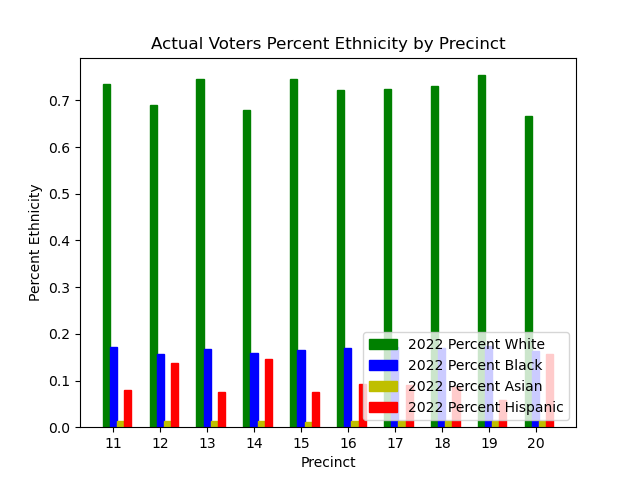 Actual Voters Percent Ethnicity by Precinct
Percent Ethnicity
0.7
0.6
0.5
0.4
0.3
0.2
0.1
0.0
2022 Percent White
2022 Percent Black
2022 Percent Asian
2022 Percent Hispanic
11 12 13 14 15 16 17 18 19 20
Precinct